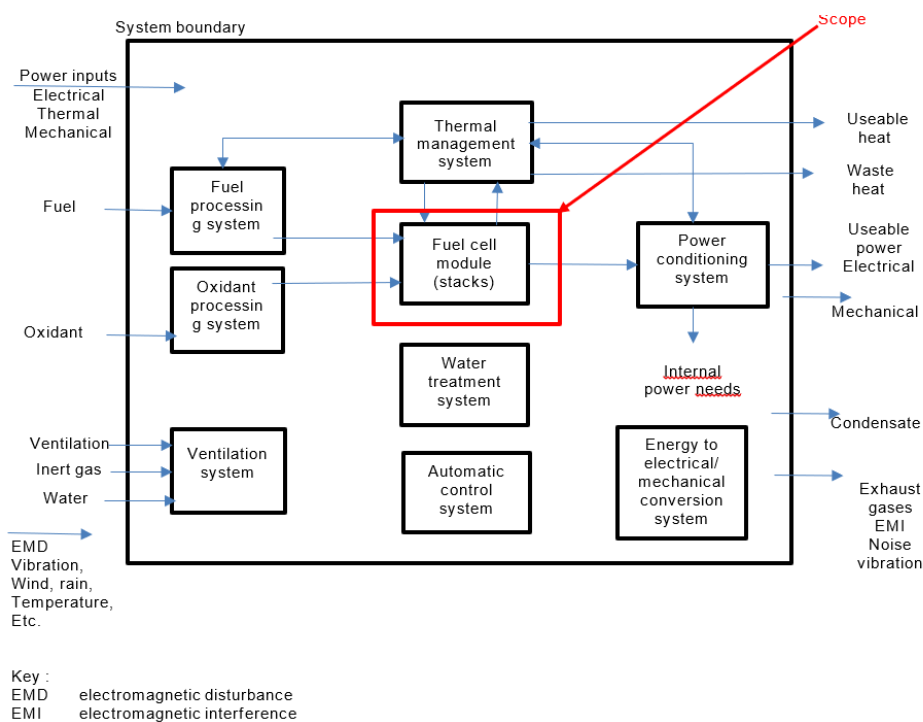 Scope
System boundary
Power inputs
Electrical
Thermal
Mechanical
Thermal
management
system
Useable
heat
Waste
heat
Fuel
Fuel
processin
g system
Fuel cell
module
(stacks)
Power
conditioning
system
Useable
power
Electrical
Mechanical
Oxidant
Oxidant
processin
g system
Water
treatment
system
Internal
power needs
Condensate
Ventilation
Inert gas
Water
Ventilation
system
Automatic
control
system
Energy to
electrical/
mechanical
conversion
system
Exhaust
gases
EMI
Noise
vibration
EMD
Vibration,
Wind, rain,
Temperature,
Etc.
Key :
EMD electromagnetic disturbance
EMI electromagnetic interference